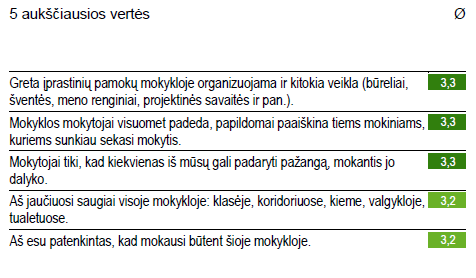 5 aukščiausios vertės Ø
Greta įprastinių pamokų mokykloje organizuojama ir kitokia veikla (būreliai, 3,3
šventės, meno renginiai, projektinės savaitės ir pan.).
Mokyklos mokytojai visuomet padeda, papildomai paaiškina tiems mokiniams, 3,3
kuriems sunkiau sekasi mokytis.
Mokytojai tiki, kad kiekvienas iš mūsų gali padaryti pažangą, mokantis jo 3,3
dalyko.
Aš jaučiuosi saugiai visoje mokykloje: klasėje, koridoriuose, kieme, valgykloje, 3,2
tualetuose.
Aš esu patenkintas, kad mokausi būtent šioje mokykloje. 3,2